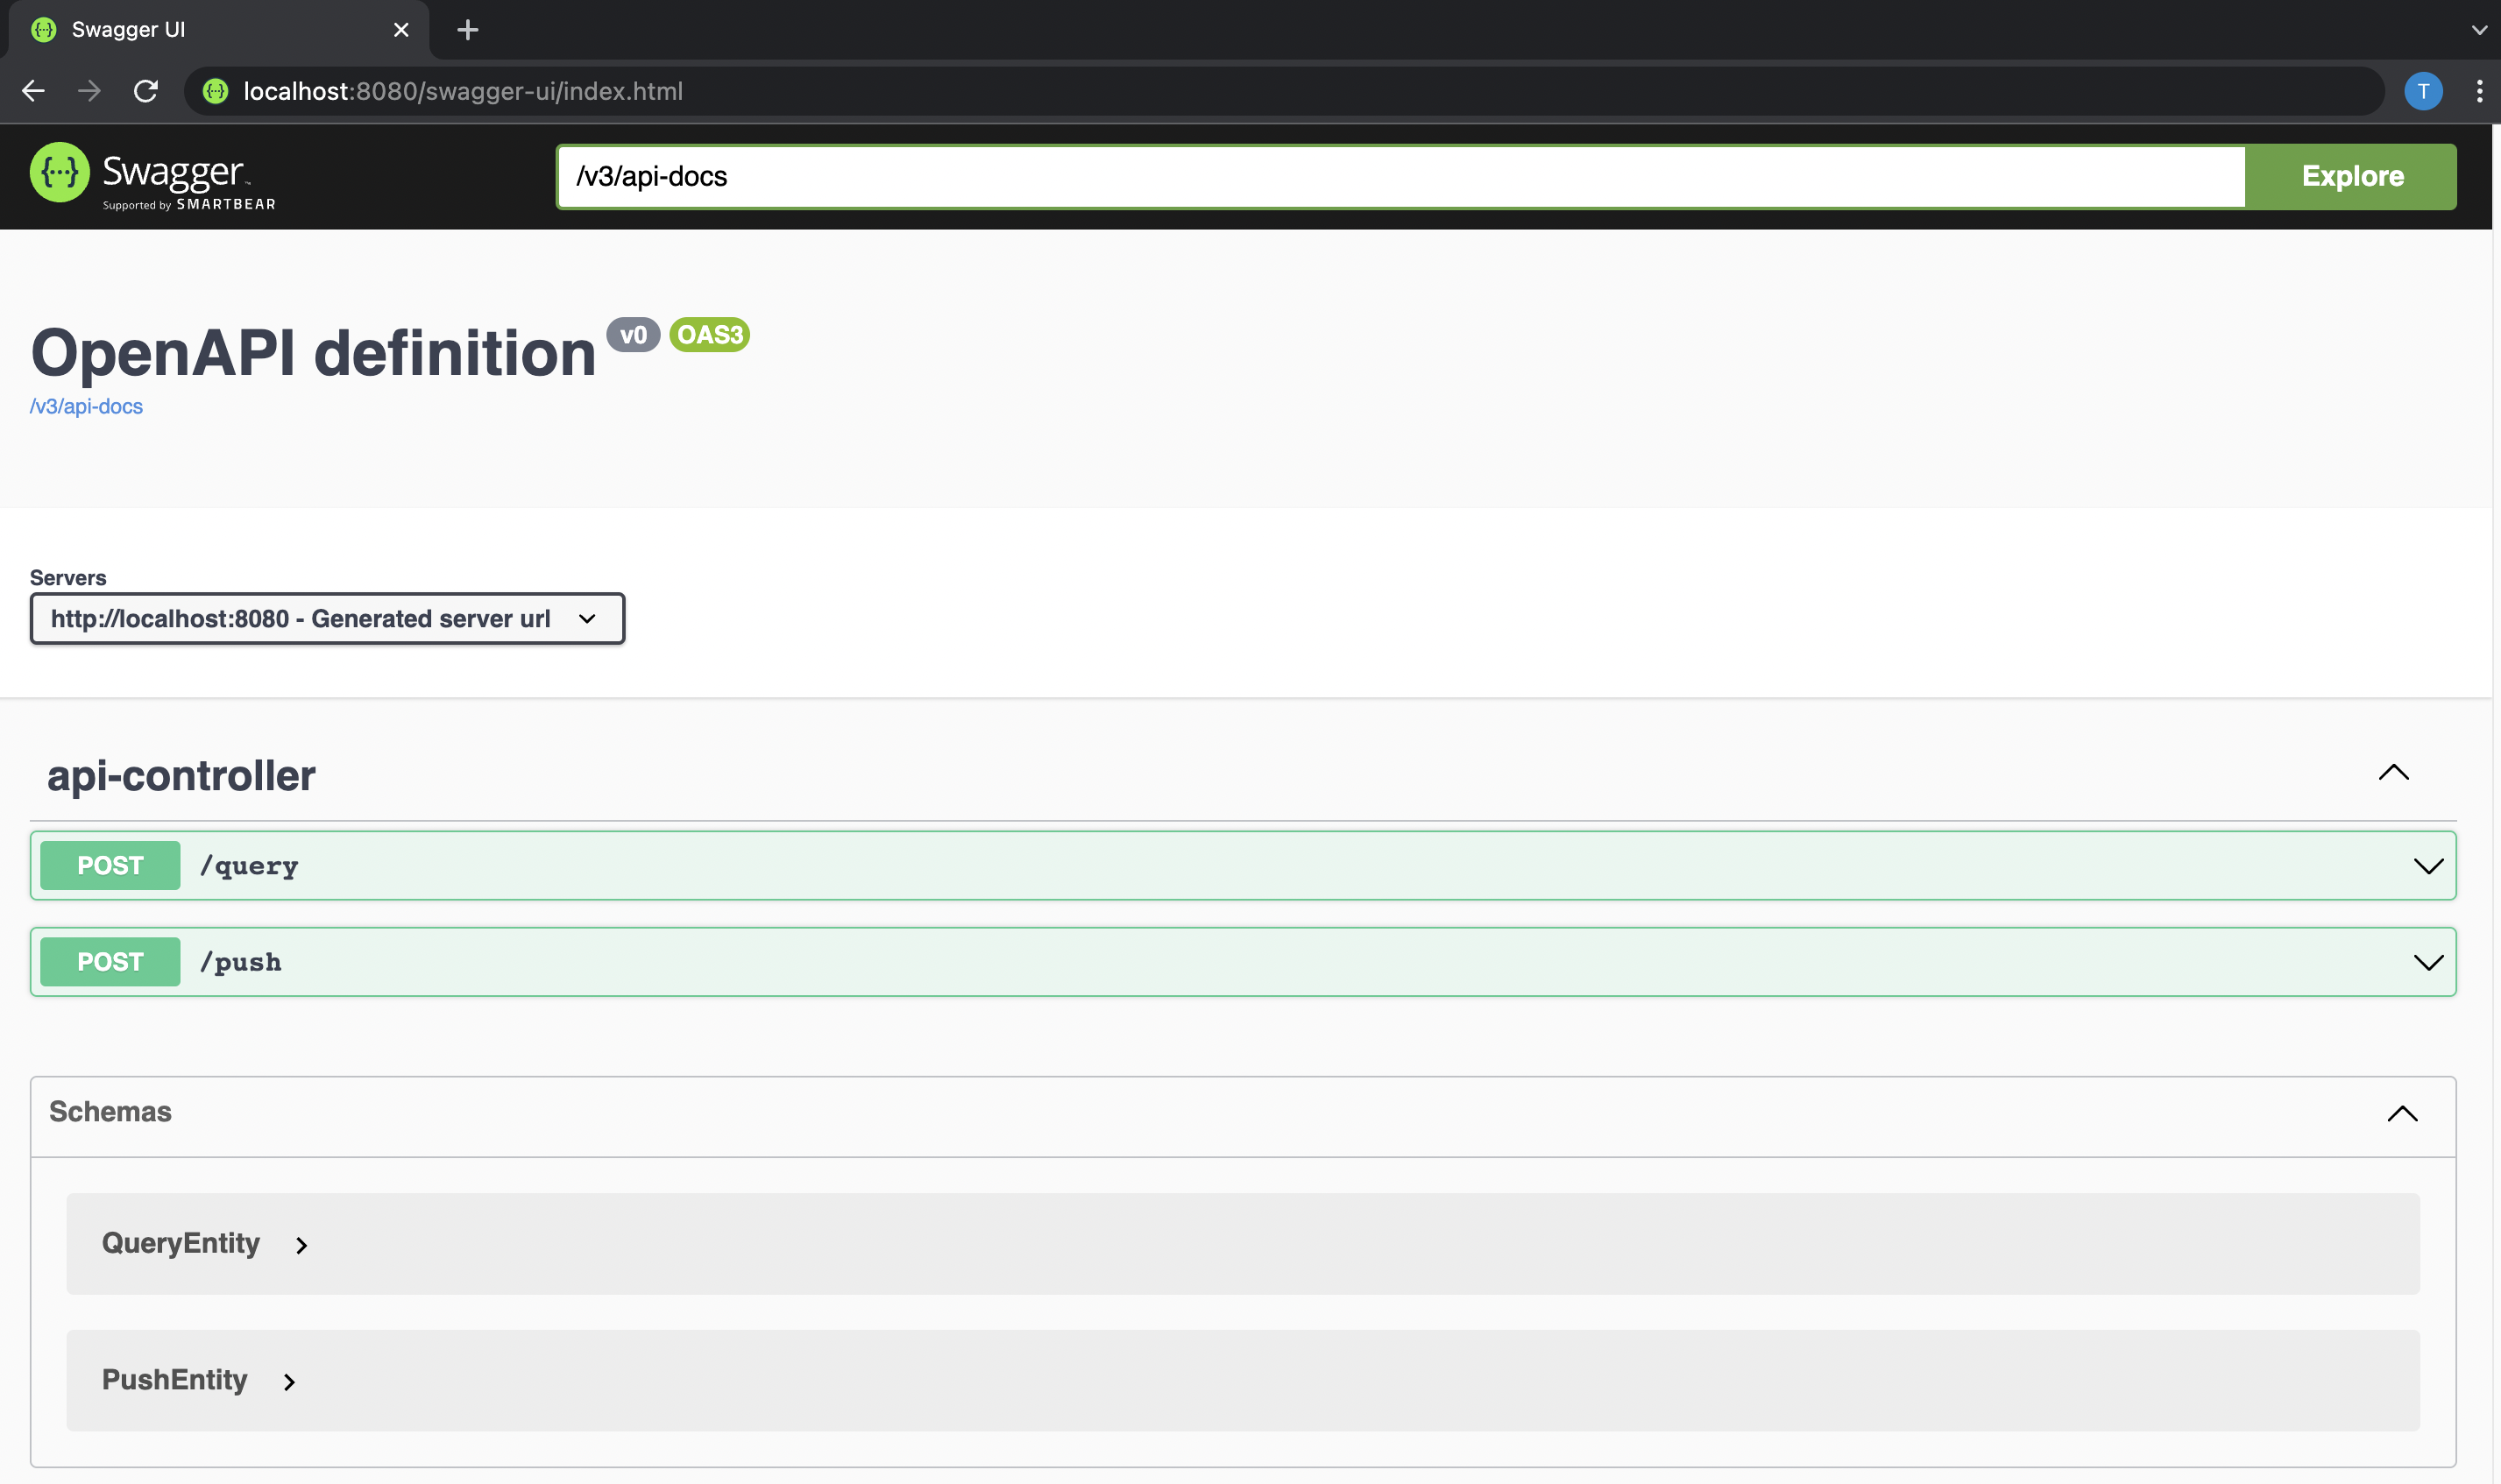 Swagger UI
localhost:8080/swagger-ui/index.html
T
{···} Swagger™
Supported by SMARTBEAR
/v3/api-docs
Explore
OpenAPI definition v0 OAS3
/v3/api-docs
Servers
http://localhost:8080 - Generated server url
api-controller
POST /query
POST /push
Schemas
QueryEntity
PushEntity